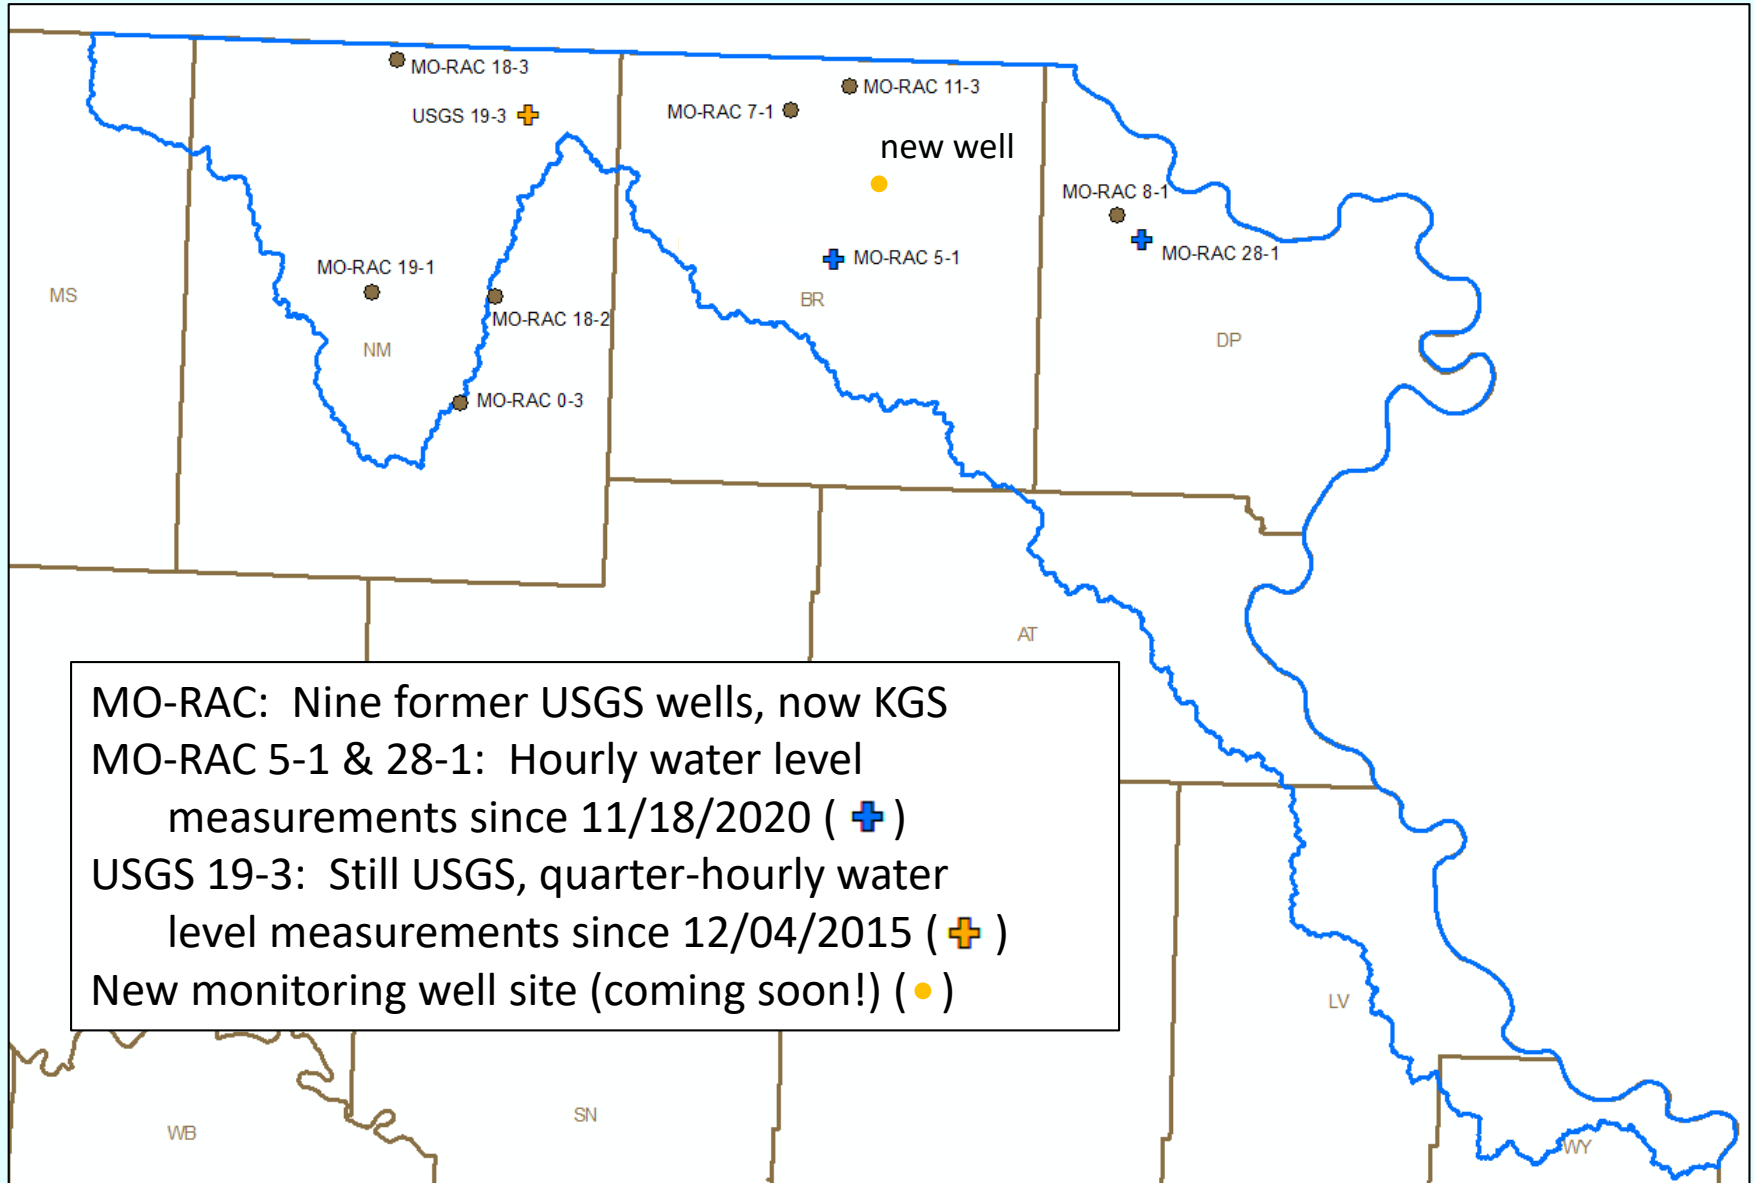 MO-RAC 18-3
USGS 19-3
MO-RAC 11-3
MO-RAC 7-1
new well
MO-RAC 8-1
MO-RAC 28-1
MO-RAC 5-1
MO-RAC 19-1
MS
BR
MO-RAC 18-2
NM
DP
MO-RAC 0-3
AT
MO-RAC: Nine former USGS wells, now KGS
MO-RAC 5-1 & 28-1: Hourly water level
measurements since 11/18/2020 ( )
USGS 19-3: Still USGS, quarter-hourly water
level measurements since 12/04/2015 ( )
New monitoring well site (coming soon!) ( )
LV
SN
WB
WY